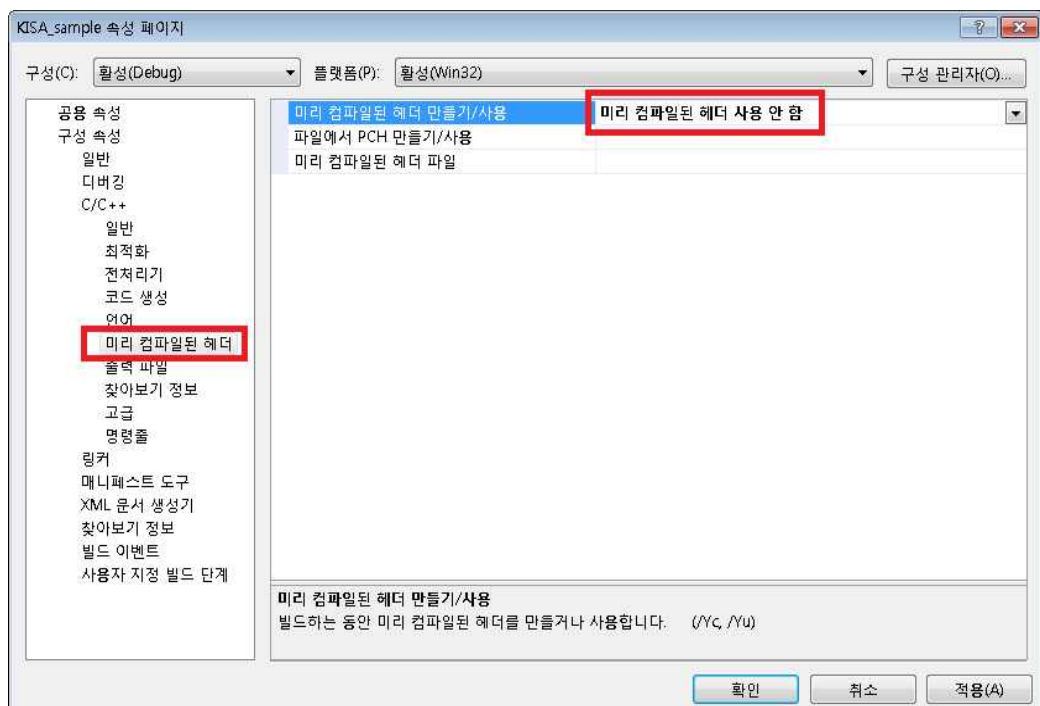 KISA_sample 속성 페이지
구성(C): 활성(Debug) 플랫폼(P): 활성(Win32) 구성 관리자(O)...
공용 속성
구성 속성
일반
디버깅
C/C++
일반
최적화
전처리기
코드 생성
언어
미리 컴파일된 헤더
출력 파일
찾아보기 정보
고급
명령줄
링커
매니페스트 도구
XML 문서 생성기
찾아보기 정보
빌드 이벤트
사용자 지정 빌드 단계
미리 컴파일된 헤더 만들기/사용 미리 컴파일된 헤더 사용 안 함
파일에서 PCH 만들기/사용
미리 컴파일된 헤더 파일
미리 컴파일된 헤더 만들기/사용
빌드하는 동안 미리 컴파일된 헤더를 만들거나 사용합니다. (/Yc, /Yu)
확인 취소 적용(A)